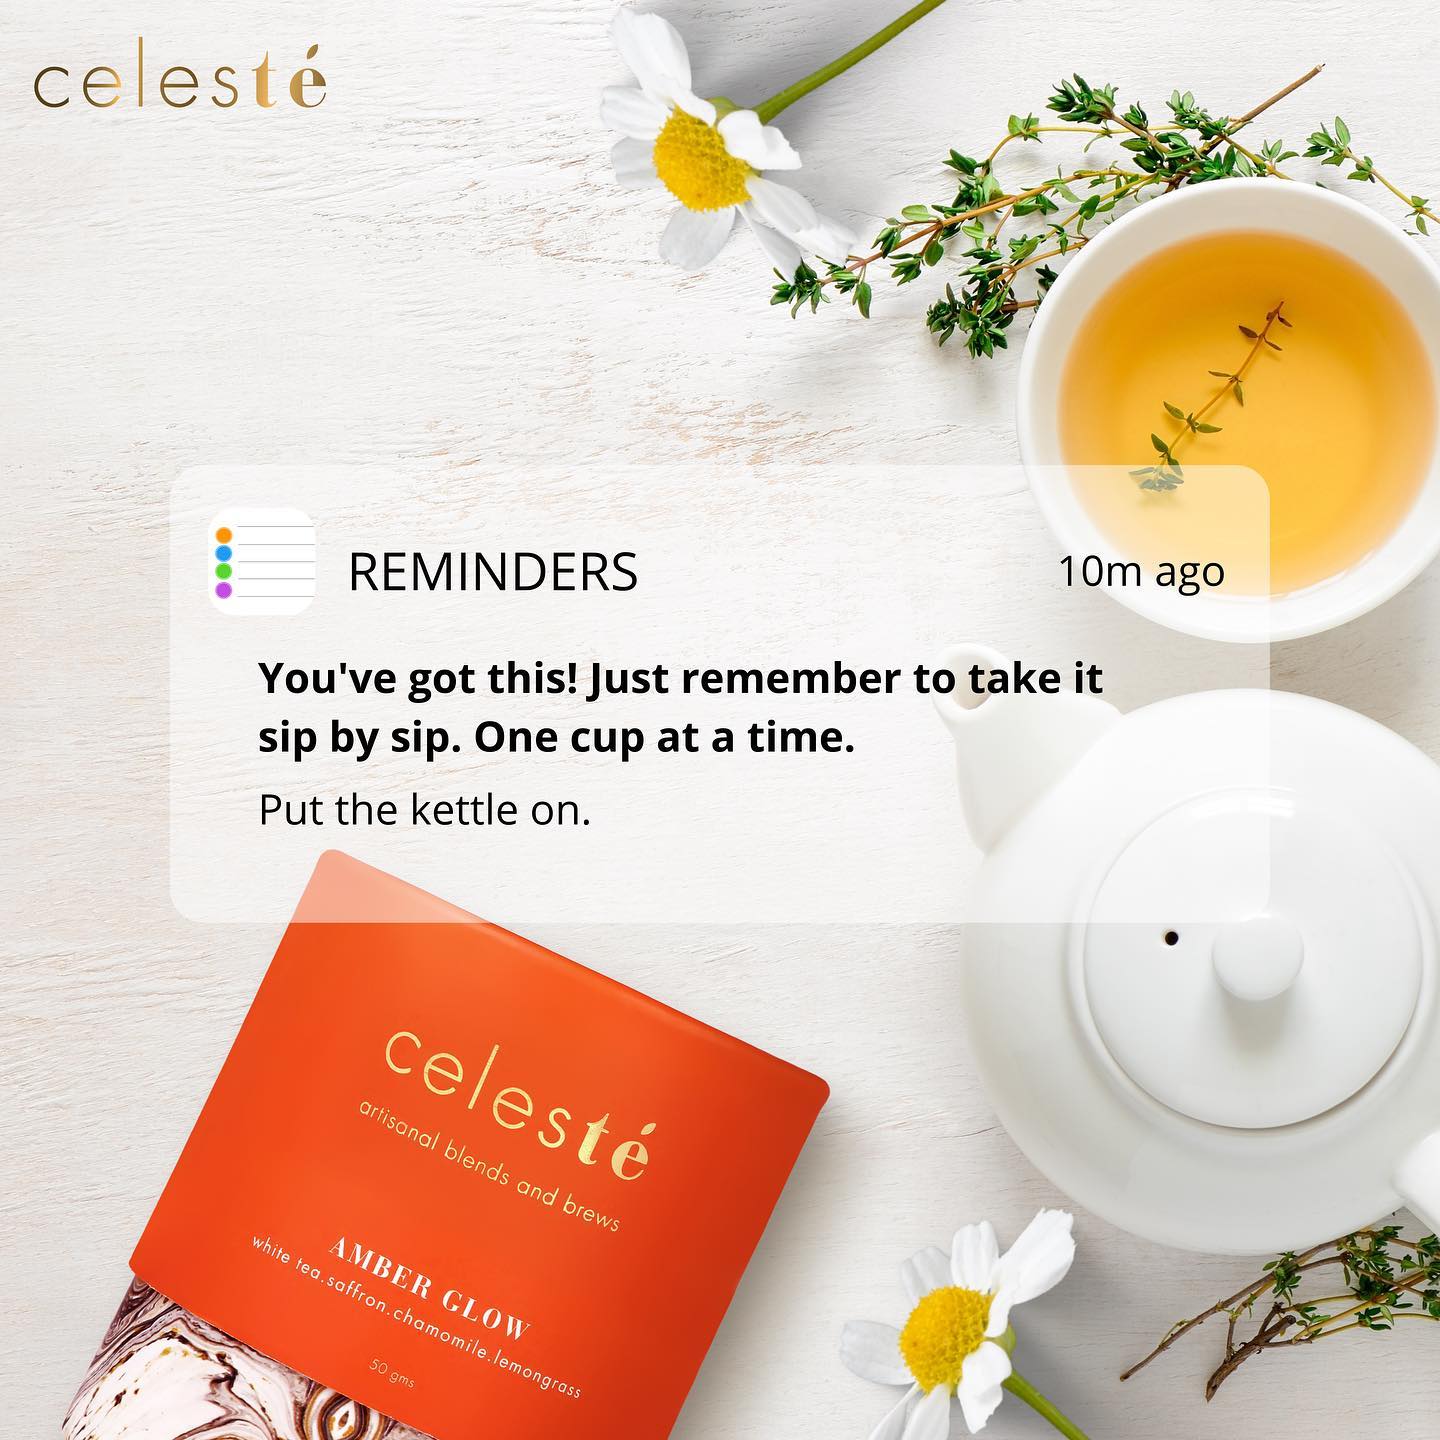 celesté
REMINDERS
10m ago
You've got this! Just remember to take it
sip by sip. One cup at a time.
Put the kettle on.
celesté
artisanal blends and brews
AMBER GLOW
white tea.saffron.chamomile.lemongrass
50 gms